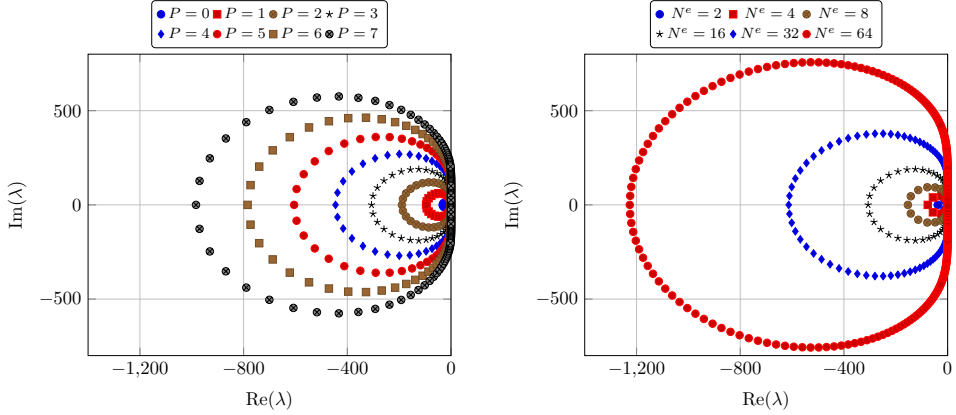 P = 0 P = 1 P = 2 P = 3
P = 4 P = 5 P = 6 P = 7
500
0
−500
Im(λ)
−1,200 −800 −400 0
Re(λ)
N^e = 2 N^e = 4 N^e = 8
N^e = 16 N^e = 32 N^e = 64
500
0
−500
Im(λ)
−1,200 −800 −400 0
Re(λ)